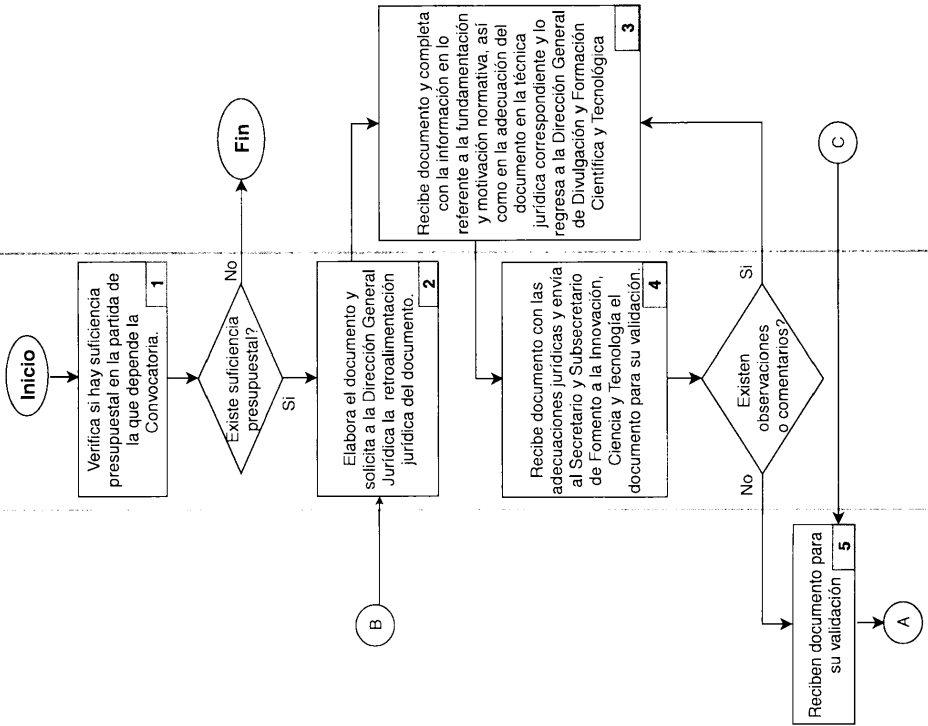 Inicio
Verifica si hay suficiencia
presupuestal en la partida de
la que depende la
Convocatoria.
1
Existe suficiencia
presupuestal?
No
Fin
Si
Elabora el documento y
solicita a la Dirección General
Jurídica la retroalimentación
jurídica del documento.
2
B
Recibe documento y completa
con la información en lo
referente a la fundamentación
y motivación normativa, así
como en la adecuación del
documento en la técnica
jurídica correspondiente y lo
regresa a la Dirección General
de Divulgación y Formación
Científica y Tecnológica
3
Recibe documento con las
adecuaciones jurídicas y envía
al Secretario y Subsecretario
de Fomento a la Innovación,
Ciencia y Tecnología el
documento para su validación.
4
Existen
observaciones
o comentarios?
Si
No
C
Reciben documento para
su validación
5
A